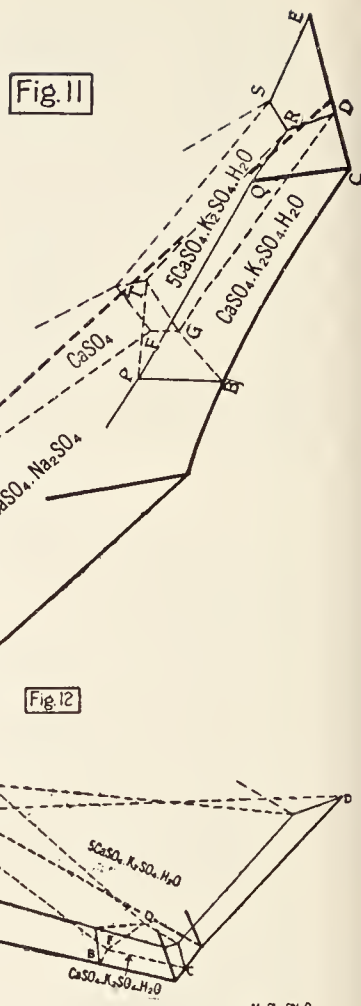 Fig. 11
E
S
R
D
Q
C
5CaSO₄.K₂SO₄.H₂O
CaSO₄.K₂SO₄.H₂O
CaSO₄
T
F
G
P
B
CaSO₄.Na₂SO₄
Fig. 12
D
5CaSO₄.K₂SO₄.H₂O
B
F
C
CaSO₄.K₂SO₄.H₂O